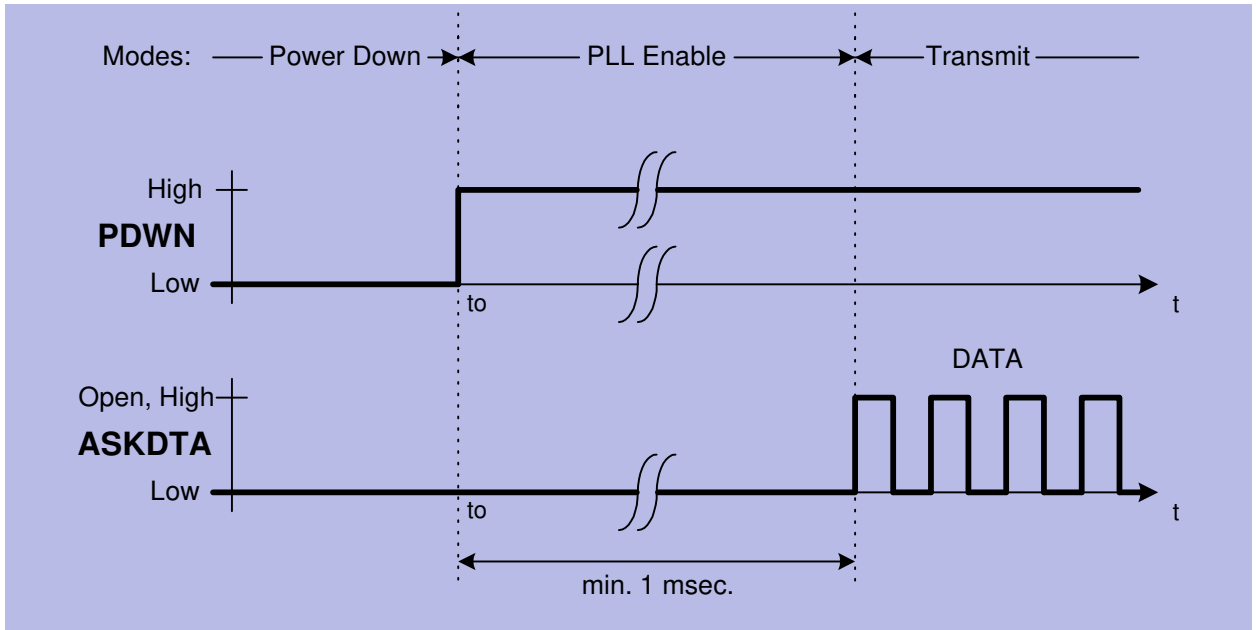 Modes: Power Down PLL Enable Transmit
High
PDWN
Low
to
t
DATA
Open, High
ASKDTA
Low
to
t
min. 1 msec.